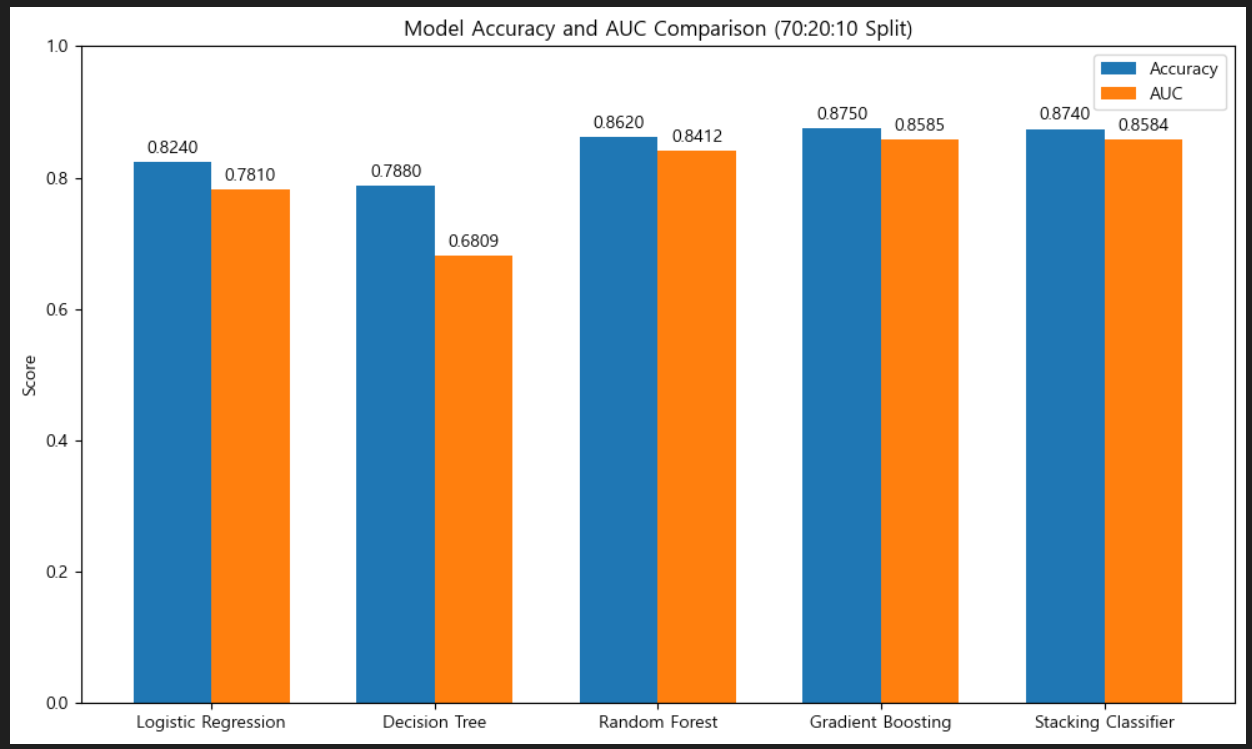 Model Accuracy and AUC Comparison (70:20:10 Split)
1.0
0.8
0.6
0.4
0.2
0.0
Score
Accuracy
AUC
0.8240
0.7810
0.7880
0.6809
0.8620
0.8412
0.8750
0.8585
0.8740
0.8584
Logistic Regression
Decision Tree
Random Forest
Gradient Boosting
Stacking Classifier